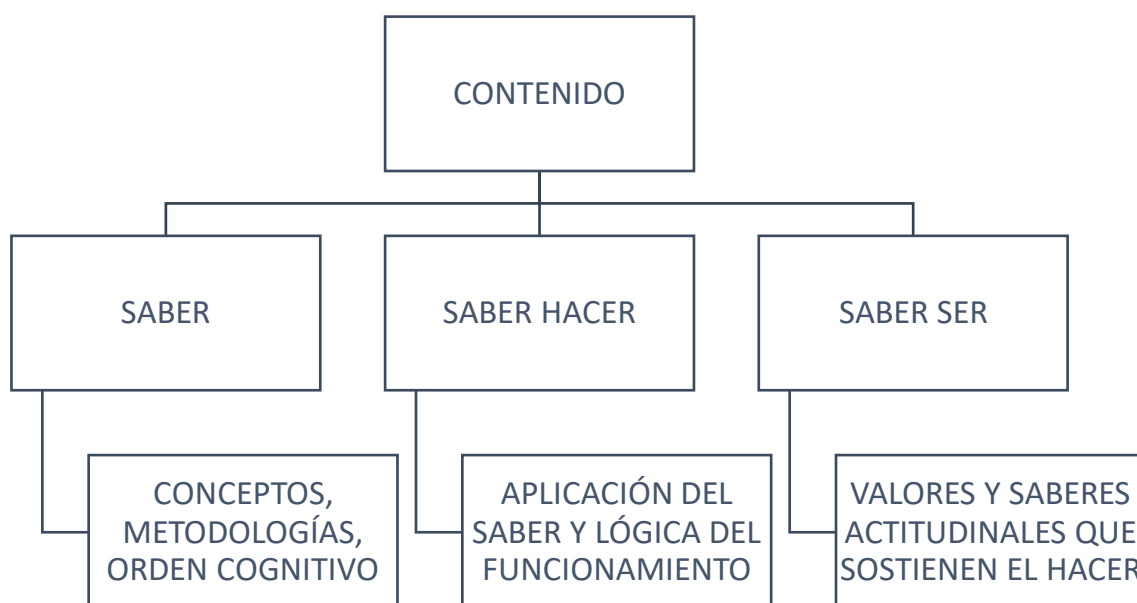 CONTENIDO
SABER
SABER HACER
SABER SER
CONCEPTOS,
METODOLOGÍAS,
ORDEN COGNITIVO
APLICACIÓN DEL
SABER Y LÓGICA DEL
FUNCIONAMIENTO
VALORES Y SABERES
ACTITUDINALES QUE
SOSTIENEN EL HACER